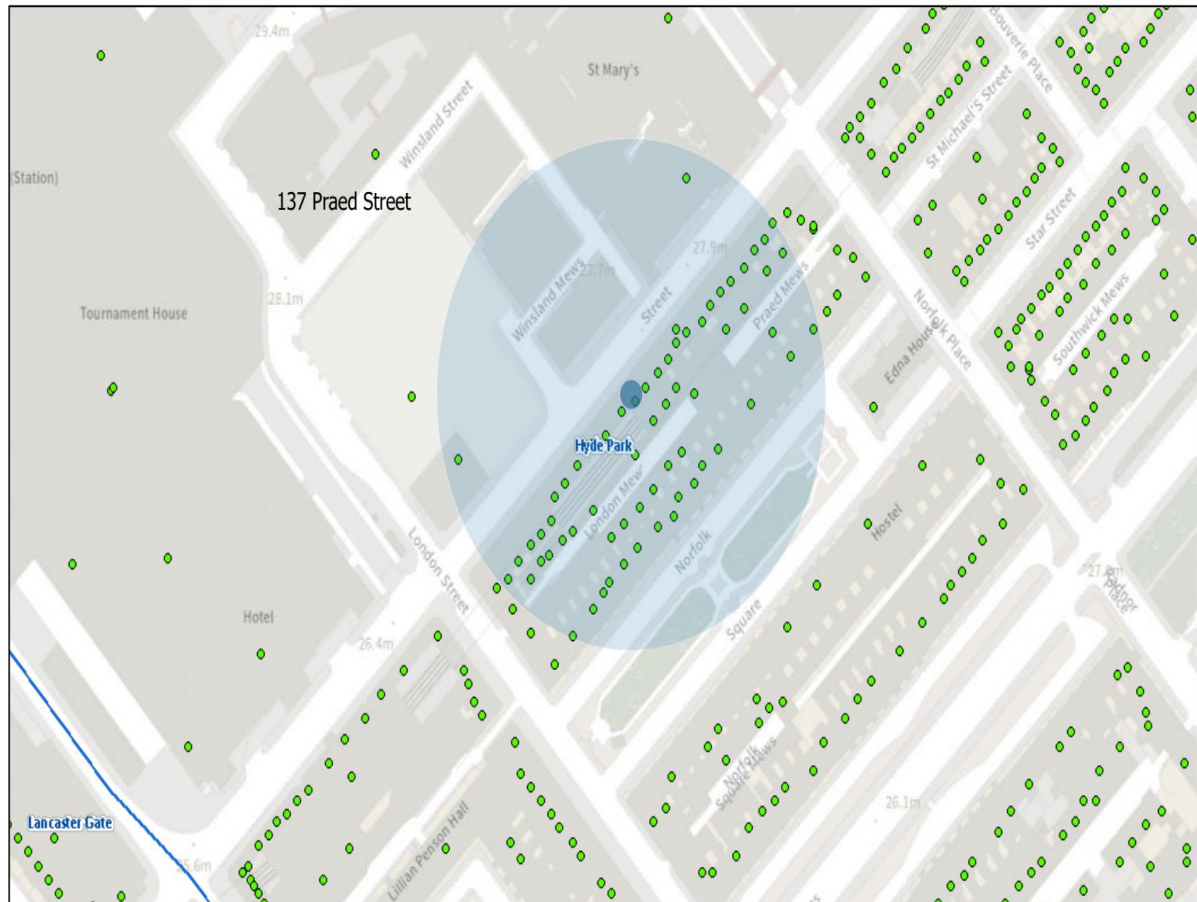 29.4m
Bouverie Place
St Mary's
St Michael'S Street
Winsland Street
(Station)
137 Praed Street
Star Street
27.9m
27.7m
28.1m
Tournament House
Street
Winsland Mews
Praed Mews
Norfolk Place
Southwick Mews
Edna House
Hyde Park
London Mew
Hostel
Norfolk
London Street
Square
Place
Hotel
26.4m
Norfolk
Square Mews
26.1m
Lancaster Gate
Lillian Penson Hall